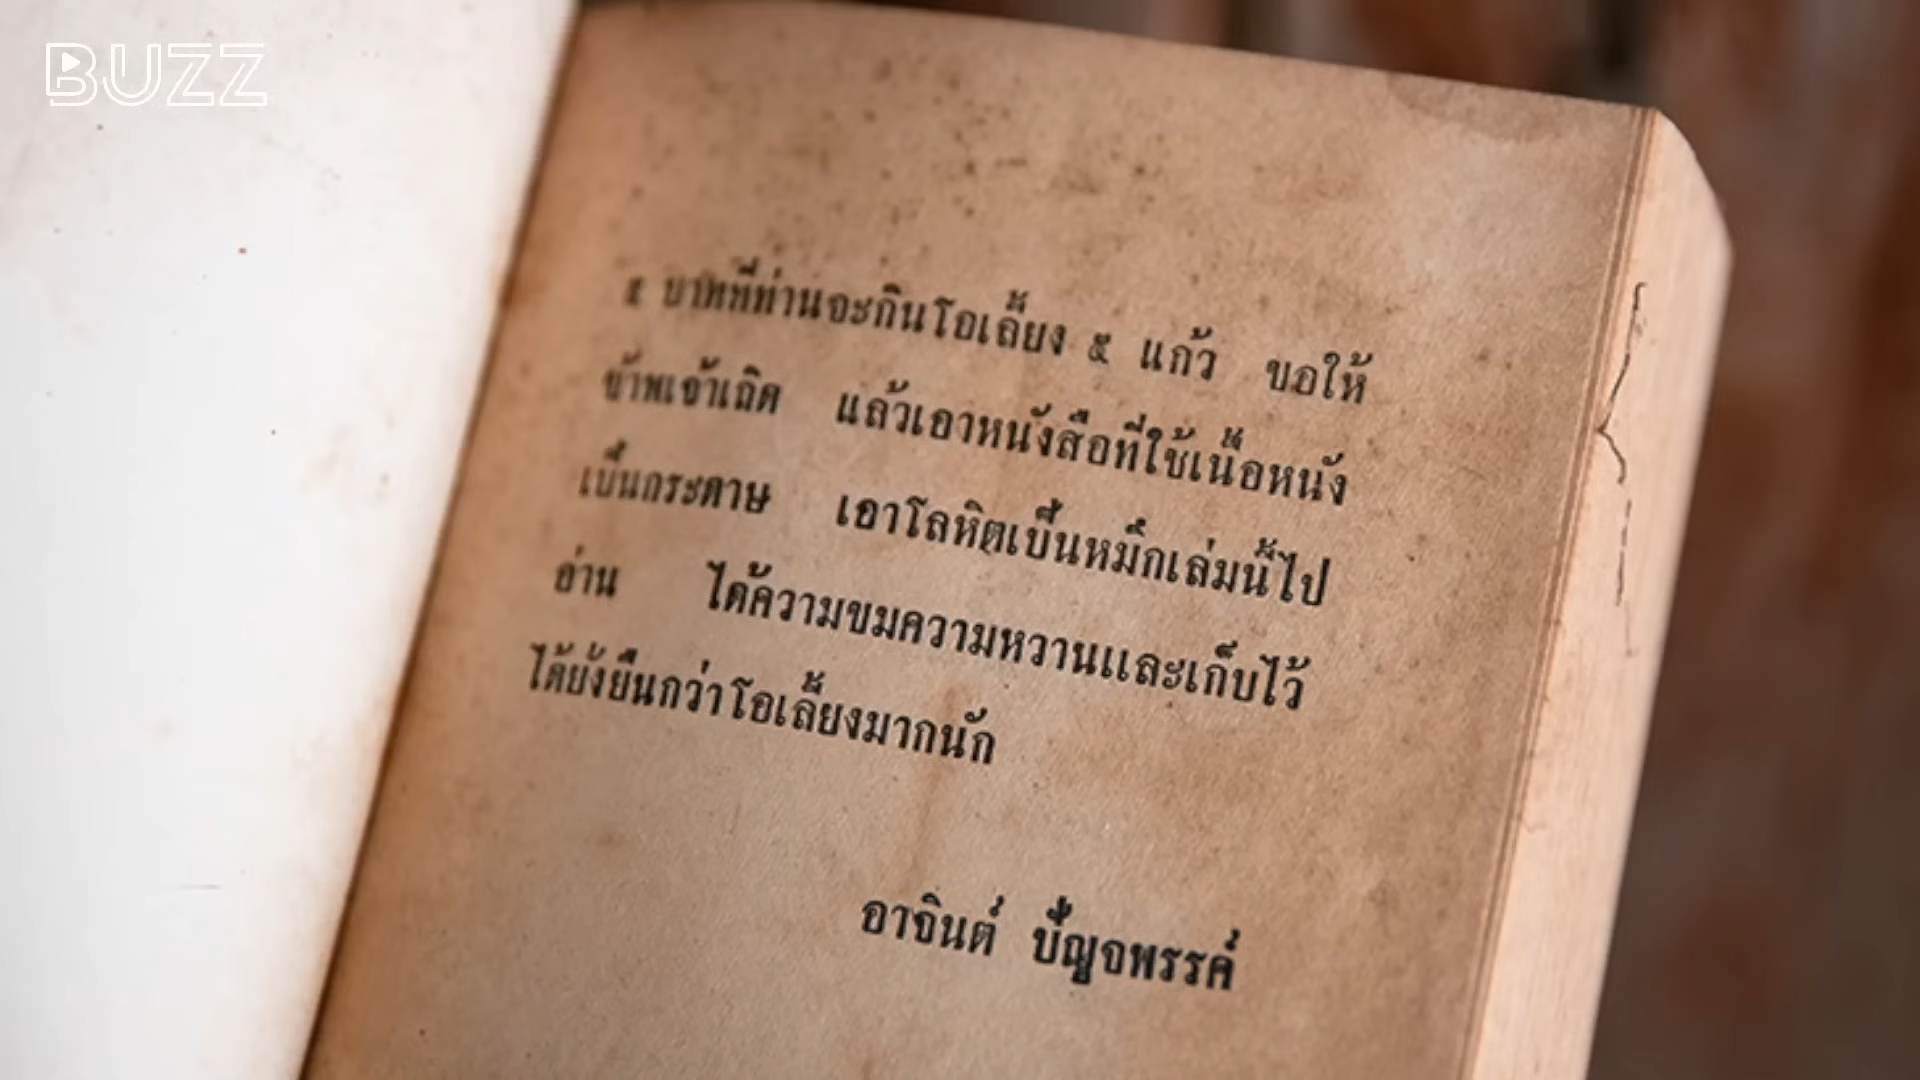 BUZZ
๕ บาทที่ท่านจะกินโอเลี้ยง ๕ แก้ว ขอให้
ข้าพเจ้าเถิด แล้วเอาหนังสือที่ใช้เนื้อหนัง
เป็นกระดาษ เอาโลหิตเป็นหมึกเล่มนี้ไป
อ่าน ได้ความขมความหวานและเก็บไว้
ได้ยั่งยืนกว่าโอเลี้ยงมากนัก
อาจินต์ ปัญจพรรค์